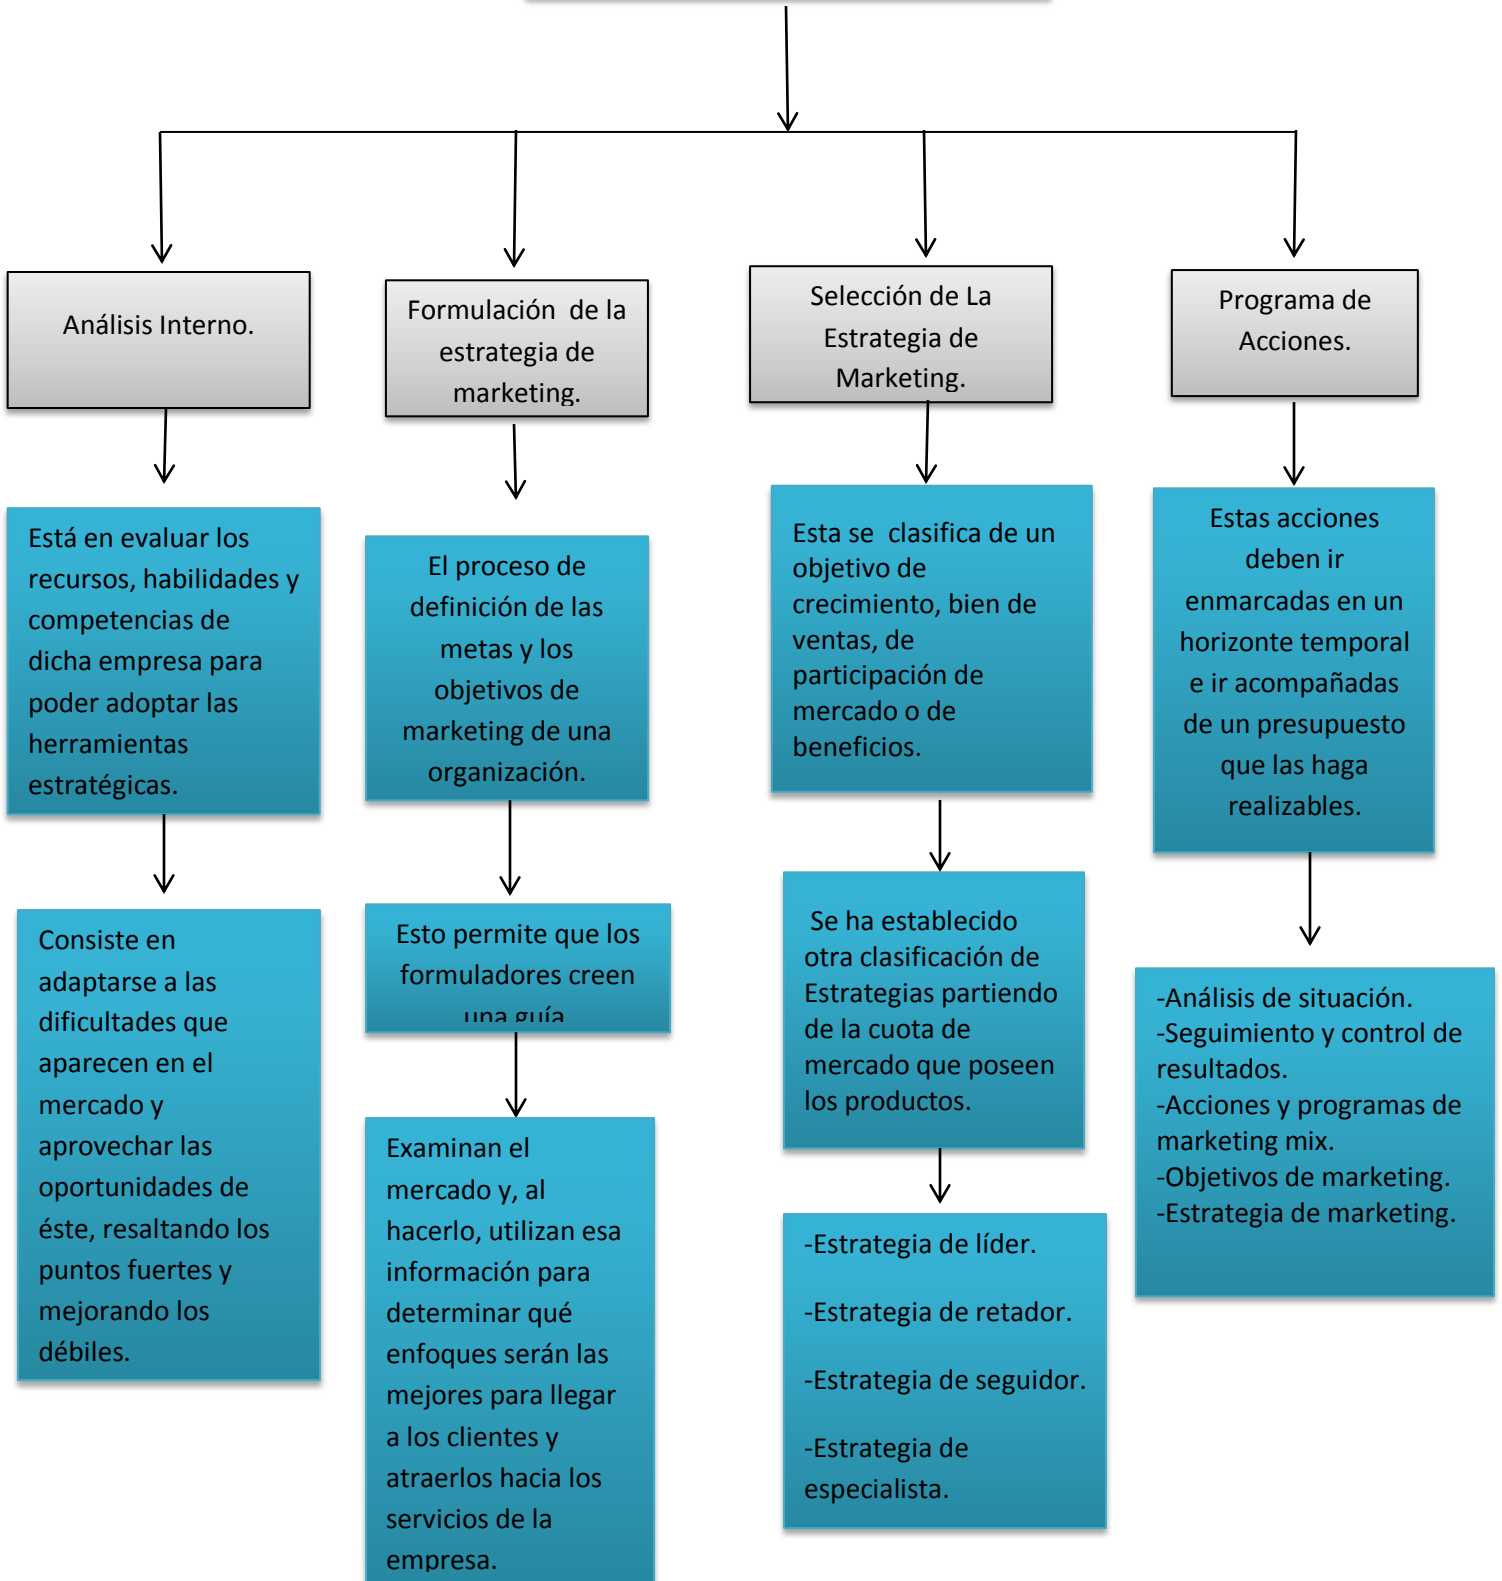 Análisis Interno.
Formulación de la
estrategia de
marketing.
Selección de La
Estrategia de
Marketing.
Programa de
Acciones.
Está en evaluar los
recursos, habilidades y
competencias de
dicha empresa para
poder adoptar las
herramientas
estratégicas.
El proceso de
definición de las
metas y los
objetivos de
marketing de una
organización.
Esta se clasifica de un
objetivo de
crecimiento, bien de
ventas, de
participación de
mercado o de
beneficios.
Estas acciones
deben ir
enmarcadas en un
horizonte temporal
e ir acompañadas
de un presupuesto
que las haga
realizables.
Consiste en
adaptarse a las
dificultades que
aparecen en el
mercado y
aprovechar las
oportunidades de
éste, resaltando los
puntos fuertes y
mejorando los
débiles.
Esto permite que los
formuladores creen
una guía
Se ha establecido
otra clasificación de
Estrategias partiendo
de la cuota de
mercado que poseen
los productos.
-Análisis de situación.
-Seguimiento y control de
resultados.
-Acciones y programas de
marketing mix.
-Objetivos de marketing.
-Estrategia de marketing.
Examinan el
mercado y, al
hacerlo, utilizan esa
información para
determinar qué
enfoques serán las
mejores para llegar
a los clientes y
atraerlos hacia los
servicios de la
empresa.
-Estrategia de líder.
-Estrategia de retador.
-Estrategia de seguidor.
-Estrategia de
especialista.